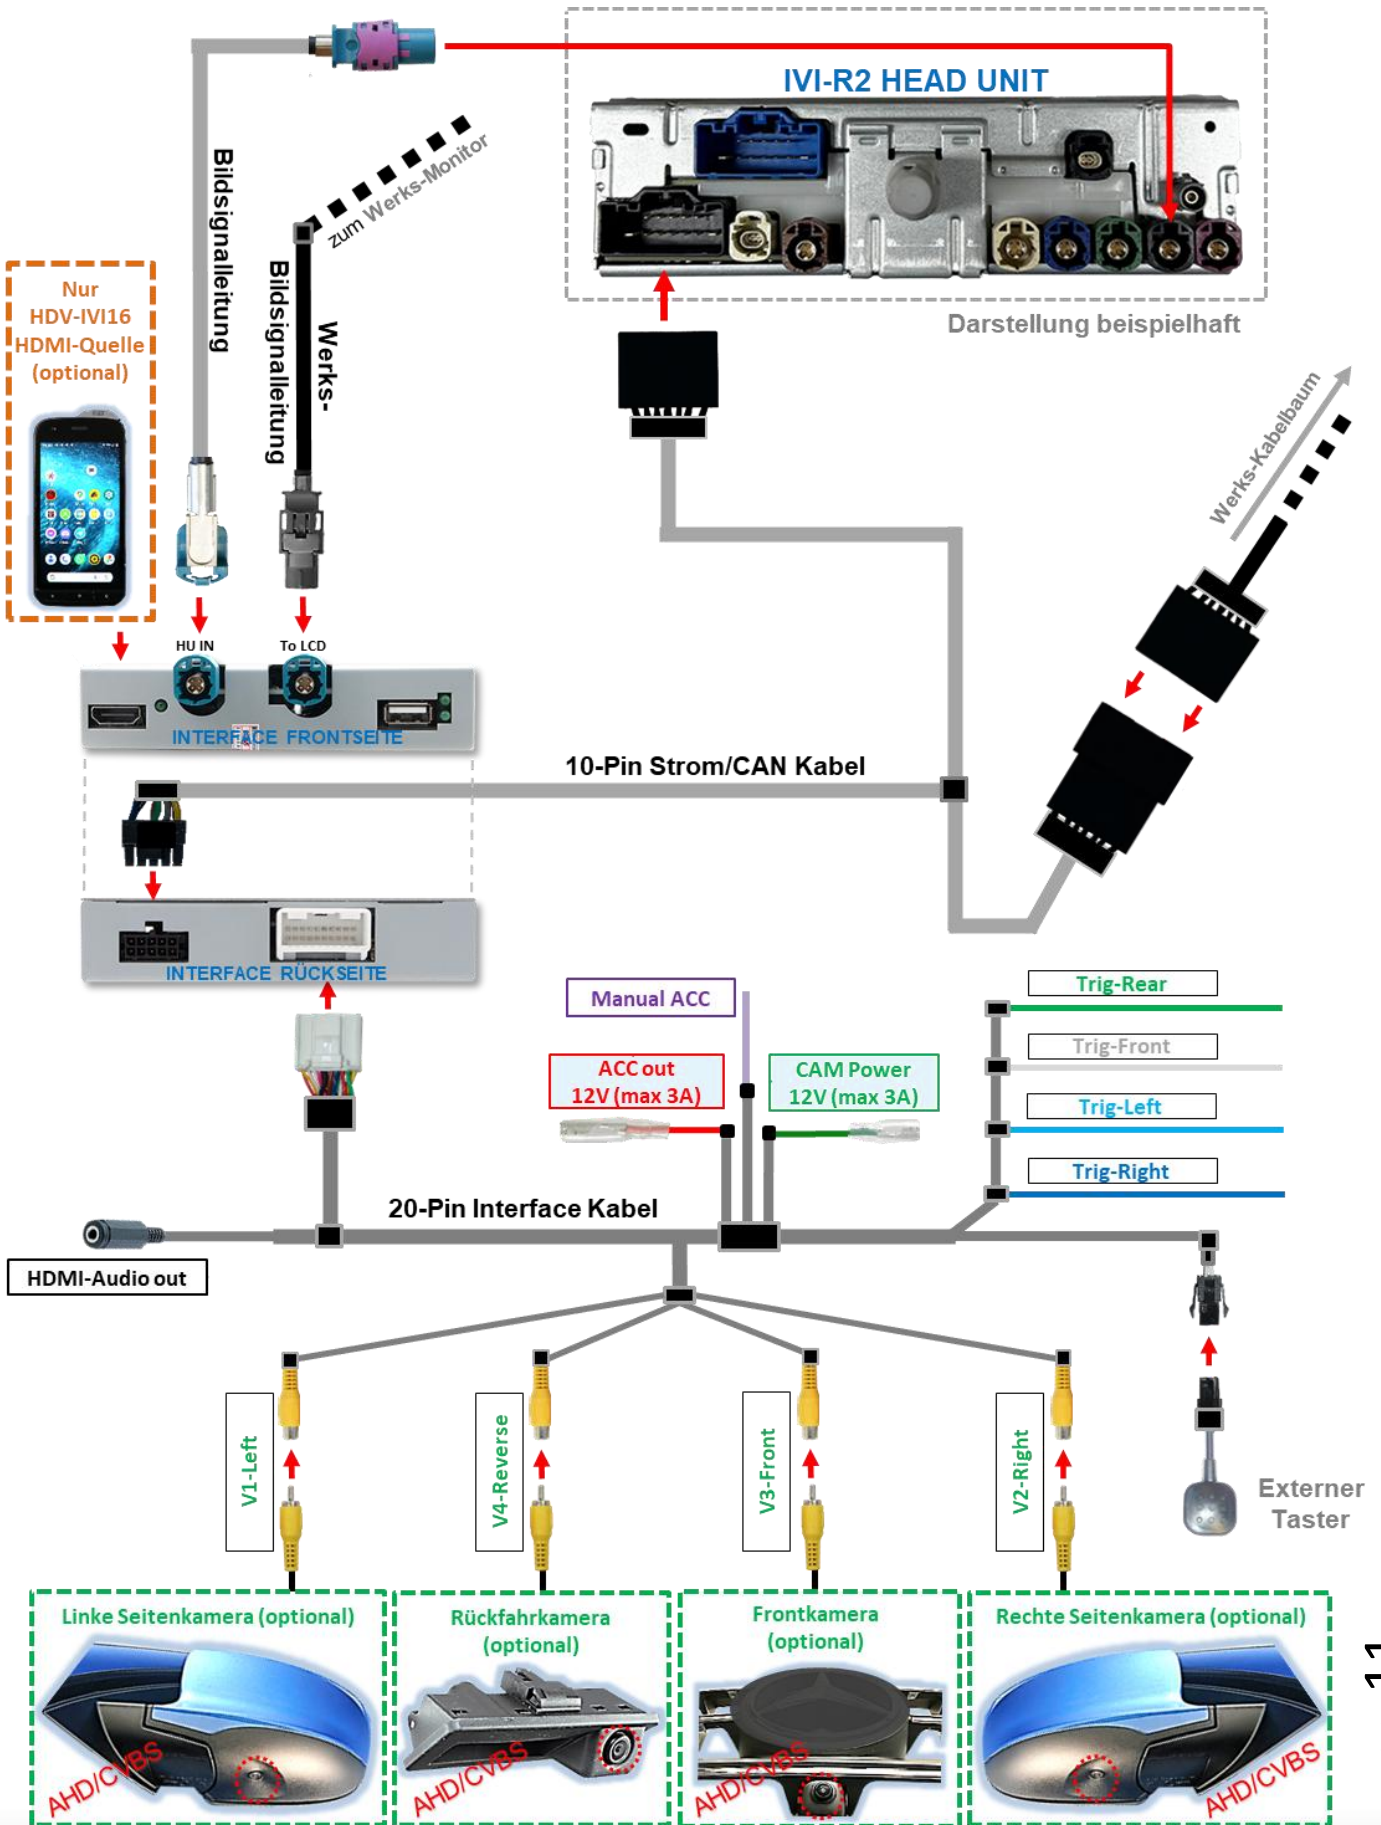 IVI-R2 HEAD UNIT
Bildsignalleitung
zum Werks-Monitor
Werks-
Bildsignalleitung
Nur
HDV-IVI16
HDMI-Quelle
(optional)
Darstellung beispielhaft
Werks-Kabelbaum
HU IN
To LCD
INTERFACE FRONTSEITE
10-Pin Strom/CAN Kabel
INTERFACE RÜCKSEITE
Manual ACC
ACC out
12V (max 3A)
CAM Power
12V (max 3A)
Trig-Rear
Trig-Front
Trig-Left
Trig-Right
20-Pin Interface Kabel
HDMI-Audio out
V1-Left
V4-Reverse
V3-Front
V2-Right
Externer
Taster
Linke Seitenkamera (optional)
AHD/CVBS
Rückfahrkamera
(optional)
AHD/CVBS
Frontkamera
(optional)
AHD/CVBS
Rechte Seitenkamera (optional)
AHD/CVBS
11